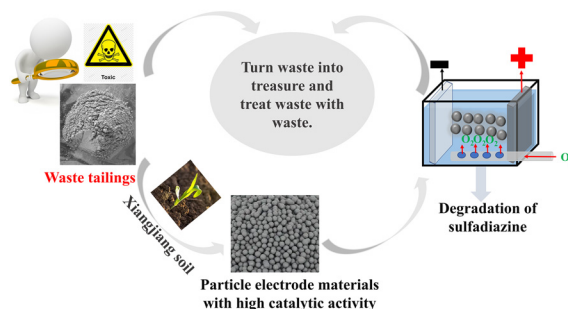 Toxic
Turn waste into
treasure and
treat waste with
waste.
Waste tailings
Xiangjiang soil
Particle electrode materials
with high catalytic activity
O₂O₂O₂
O
Degradation of
sulfadiazine